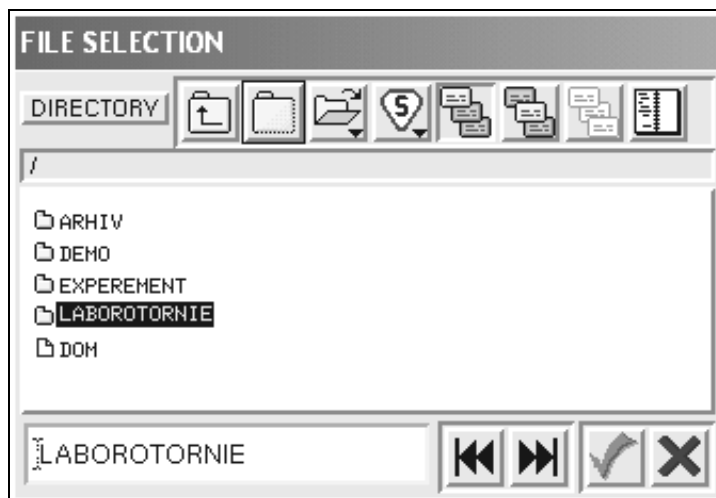 FILE SELECTION
DIRECTORY
S
/
ARHIV
DEMO
EXPEREMENT
LABOROTORNIE
DOM
LABOROTORNIE